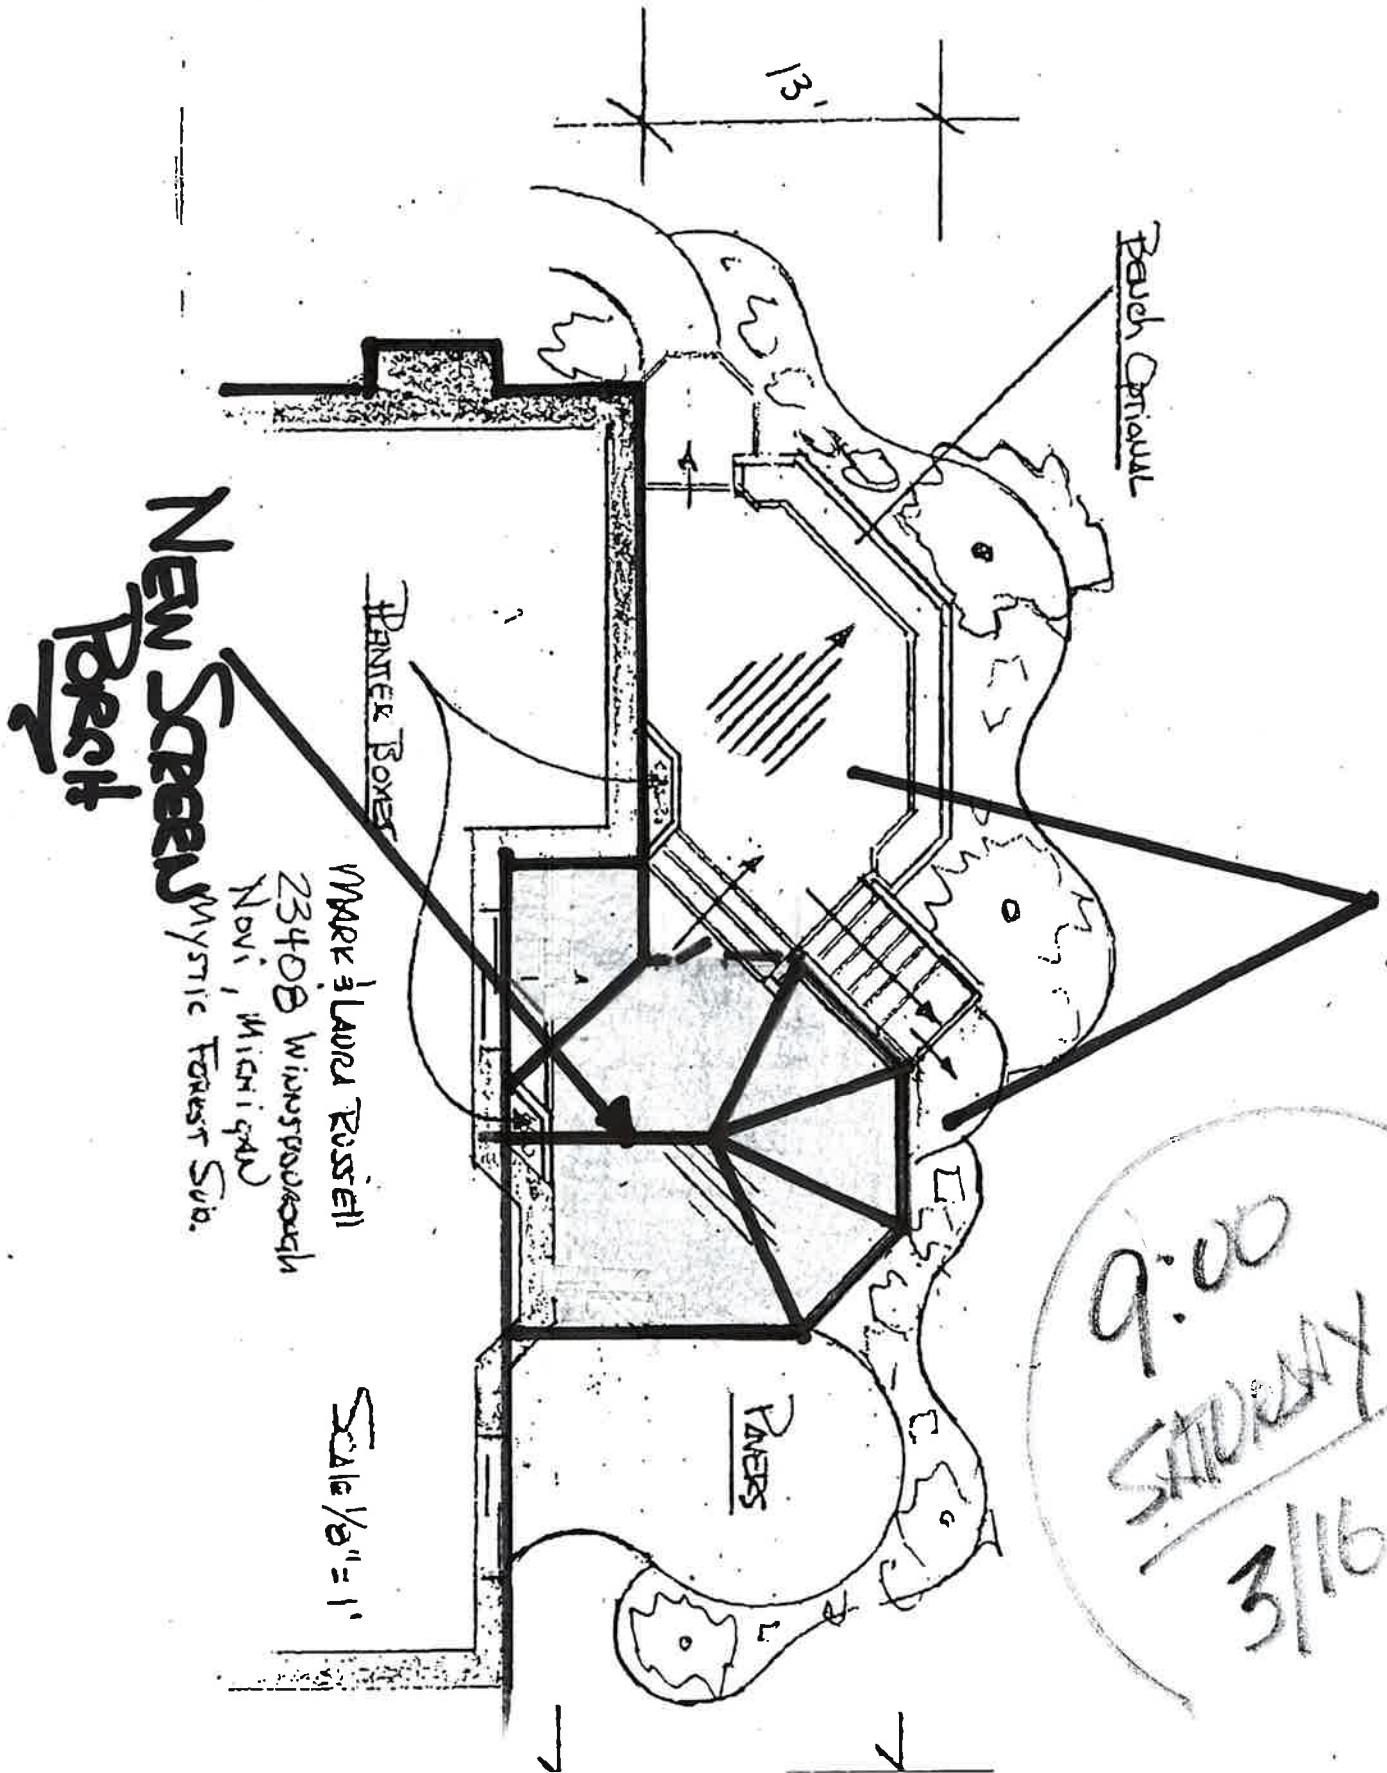 13'
Bench Optional
9:00
SATURDAY
3/16
PAVERS
PLANTER BOXES
MARK & LAURA RUSSELL
23408 WINNSBOROUGH
NOVI, MICHIGAN
MYSTIC FOREST SUB.
SCALE 1/8" = 1'
NEW SCREEN
PORCH